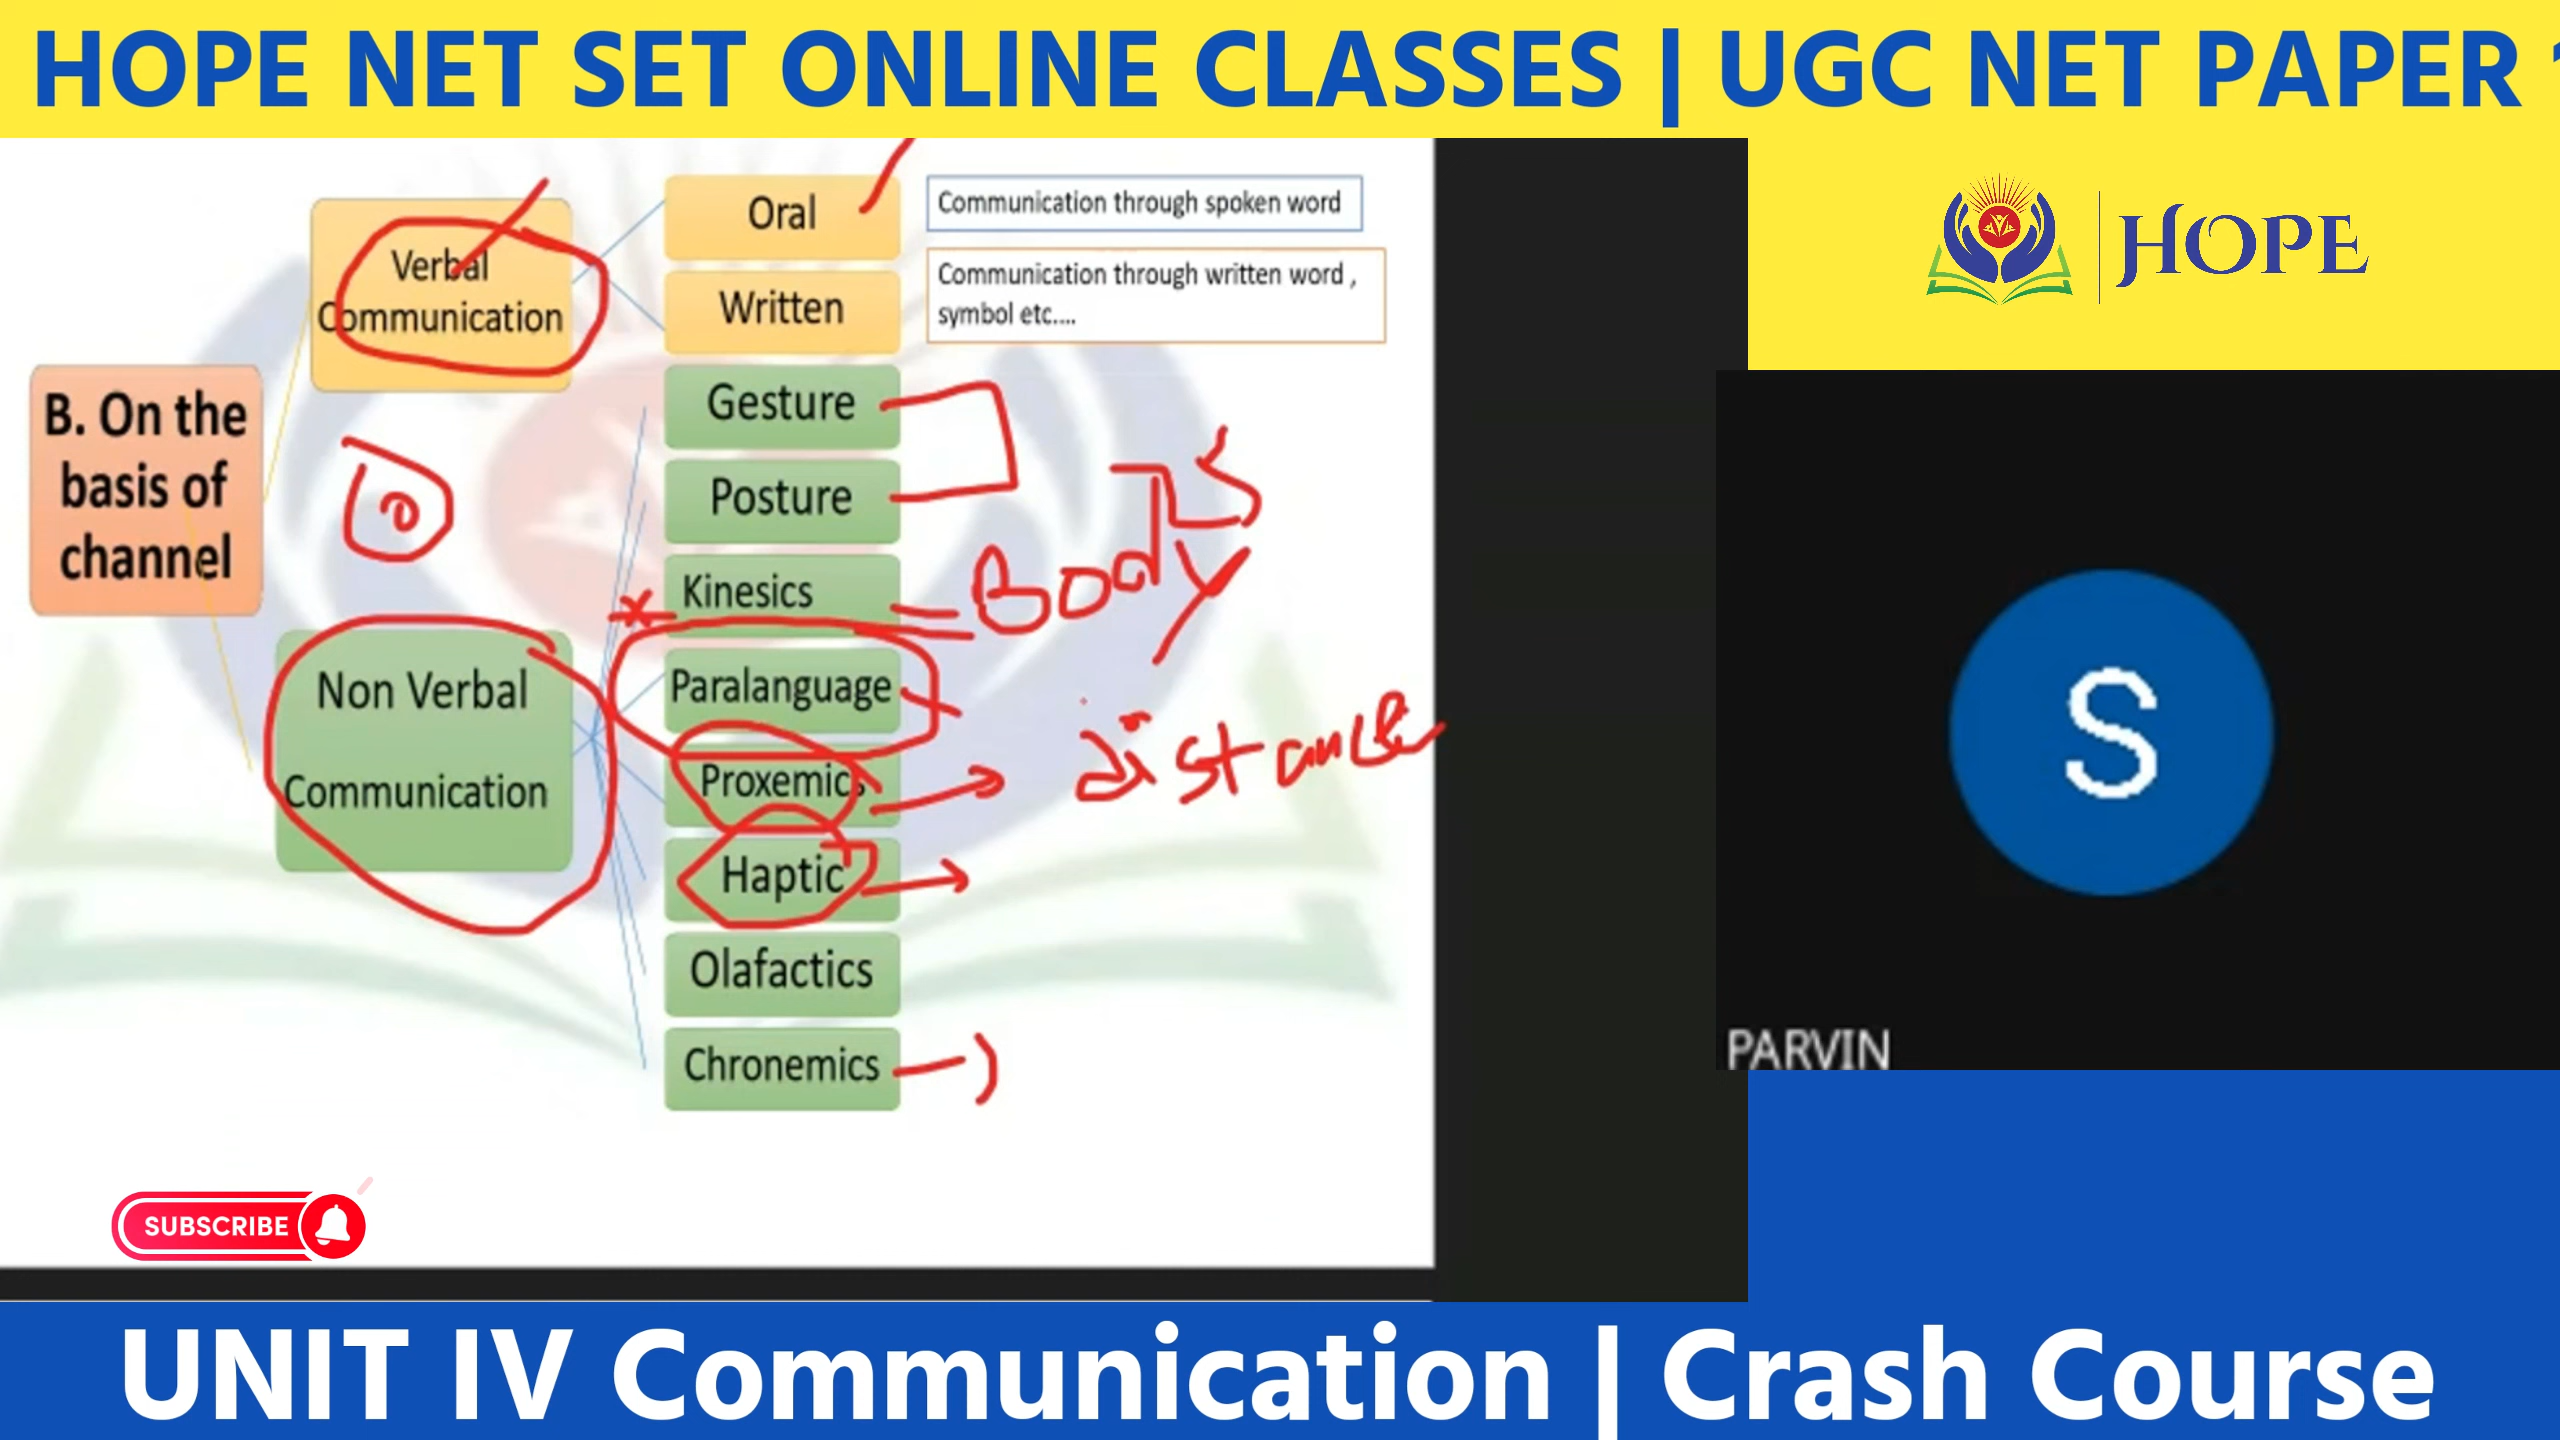 HOPE NET SET ONLINE CLASSES | UGC NET PAPER
HOPE
B. On the
basis of
channel
Verbal
Communication
Oral
Communication through spoken word
Written
Communication through written word ,
symbol etc....
Non Verbal
Communication
Gesture
Posture
Kinesics
Body
Paralanguage
Proxemics
distance
Haptic
Olafactics
Chronemics
S
PARVIN
SUBSCRIBE
UNIT IV Communication | Crash Course